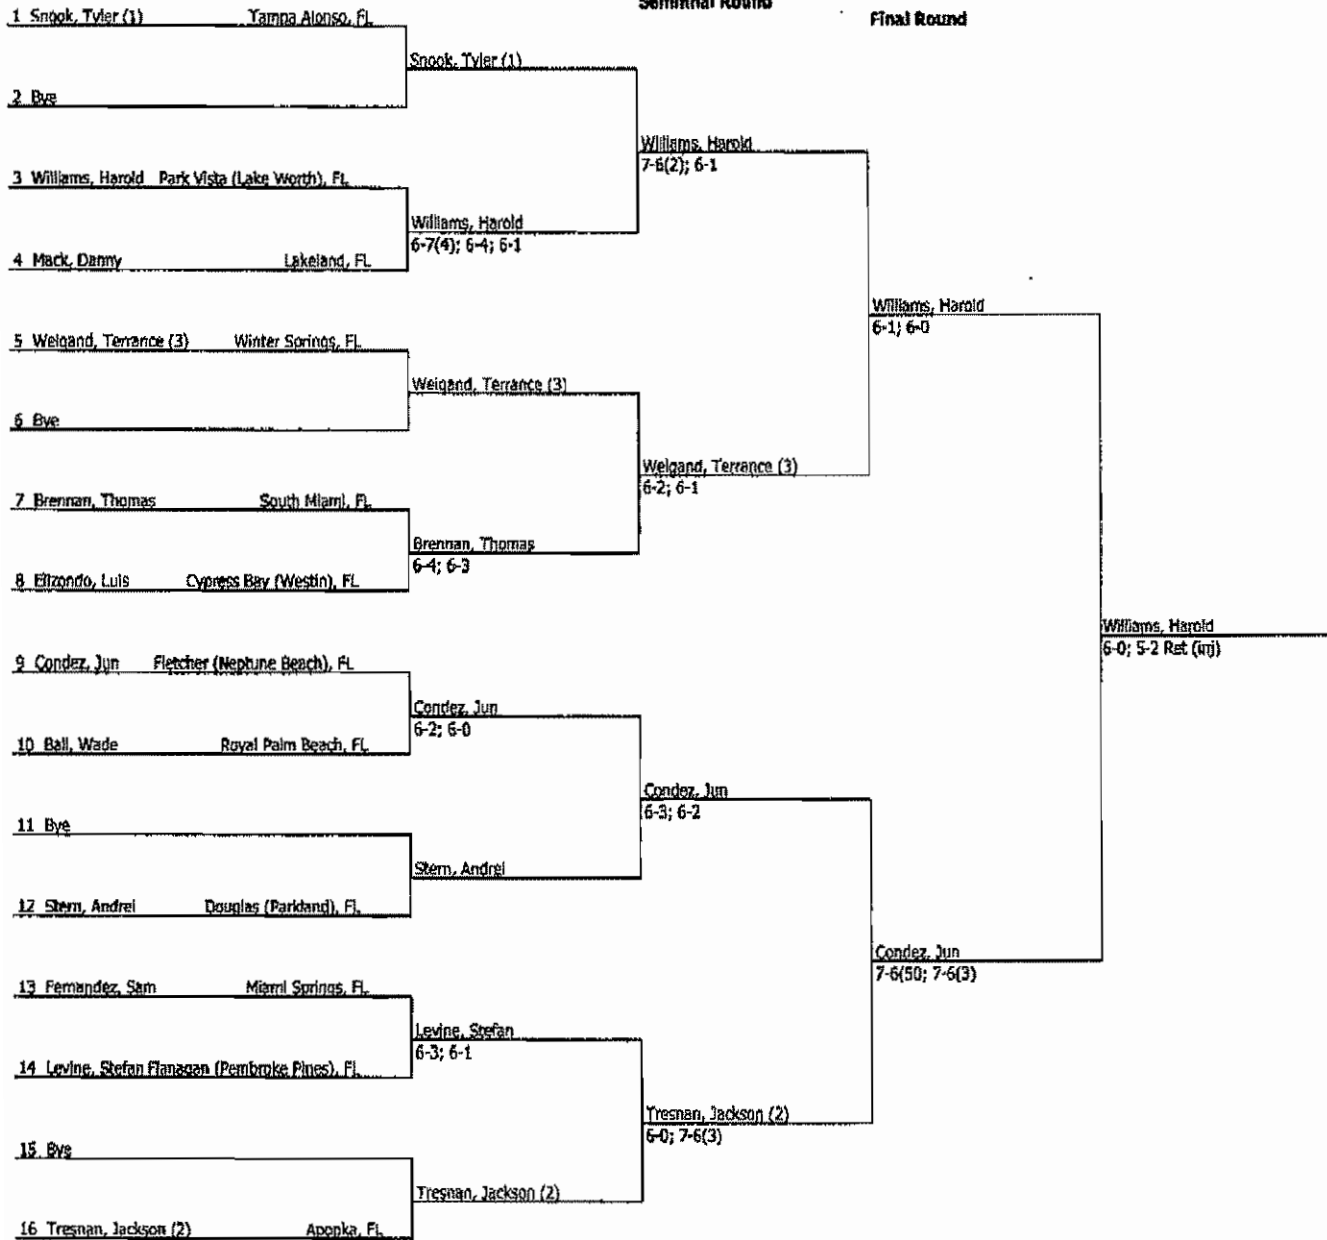 Semifinal Round
Final Round
1 Snook, Tyler (1) Tampa Alonso, FL
Snook, Tyler (1)
2 Bye
Williams, Harold
7-6(2); 6-1
3 Williams, Harold Park Vista (Lake Worth), FL
Williams, Harold
6-7(4); 6-4; 6-1
4 Mack, Danny Lakeland, FL
Williams, Harold
6-1; 6-0
5 Weigand, Terrance (3) Winter Springs, FL
Weigand, Terrance (3)
6 Bye
Weigand, Terrance (3)
6-2; 6-1
7 Brennan, Thomas South Miami, FL
Brennan, Thomas
6-4; 6-3
8 Elizondo, Luis Cypress Bay (Westin), FL
Williams, Harold
6-0; 5-2 Ret (inj)
9 Condez, Jun Fletcher (Neptune Beach), FL
Condez, Jun
6-2; 6-0
10 Ball, Wade Royal Palm Beach, FL
Condez, Jun
6-3; 6-2
11 Bye
Stern, Andrei
12 Stern, Andrei Douglas (Parkland), FL
Condez, Jun
7-6(50; 7-6(3)
13 Fernandez, Sam Miami Springs, FL
Levine, Stefan
6-3; 6-1
14 Levine, Stefan Flanagan (Pembroke Pines), FL
Tresnan, Jackson (2)
6-0; 7-6(3)
15 Bye
Tresnan, Jackson (2)
16 Tresnan, Jackson (2) Apopka, FL